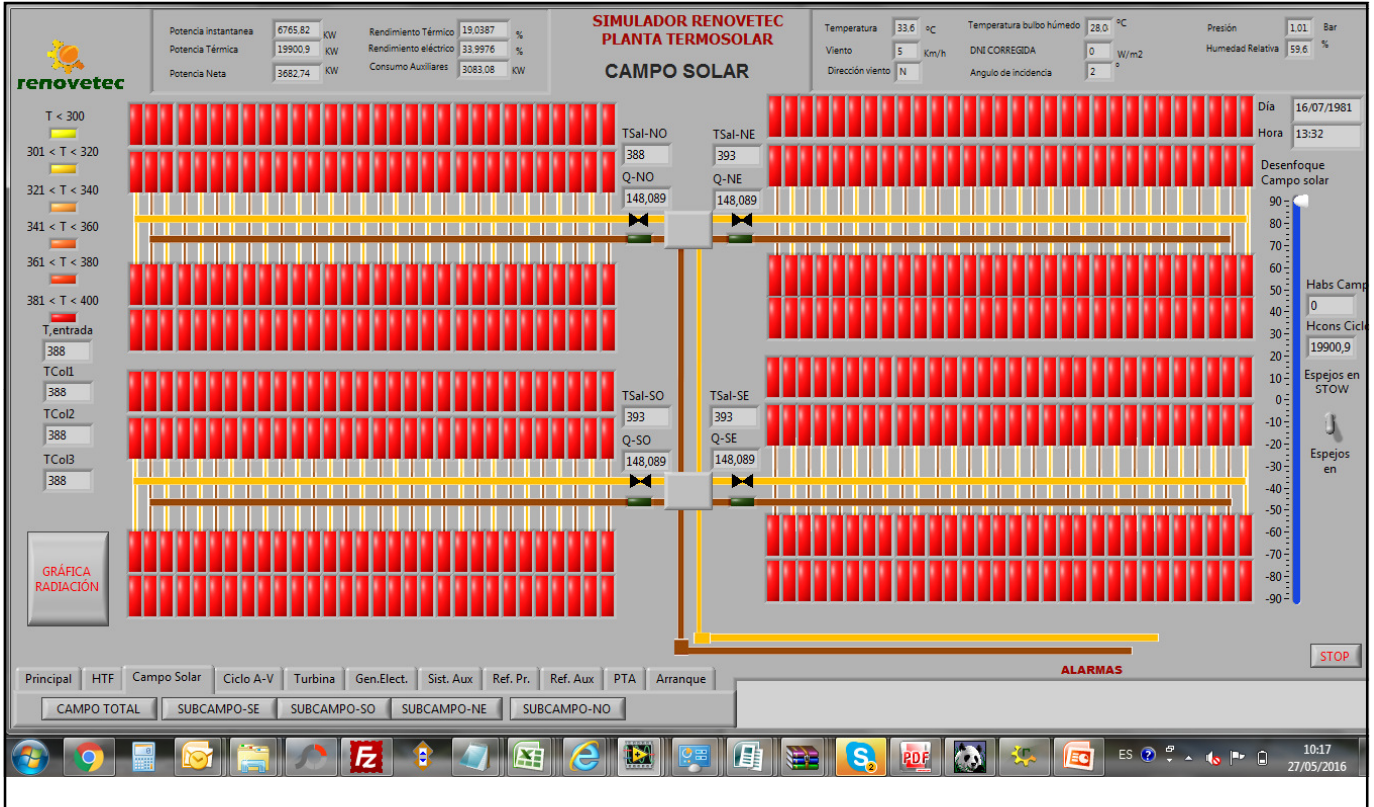 renovetec
Potencia instantanea 6765,82 KW
Potencia Térmica 19900,9 KW
Potencia Neta 3682,74 KW
Rendimiento Térmico 19,0387 %
Rendimiento eléctrico 33,9976 %
Consumo Auxiliares 3083,08 KW
SIMULADOR RENOVETEC
PLANTA TERMOSOLAR
CAMPO SOLAR
Temperatura 33.6 ºC
Viento 5 Km/h
Dirección viento N
Temperatura bulbo húmedo 28.0 ºC
DNI CORREGIDA 0 W/m2
Angulo de incidencia 2 º
Presión 1.01 Bar
Humedad Relativa 59,6 %
T < 300
301 < T < 320
321 < T < 340
341 < T < 360
361 < T < 380
381 < T < 400
T,entrada
388
TCol1
388
TCol2
388
TCol3
388
GRÁFICA
RADIACIÓN
TSal-NO
388
Q-NO
148,089
TSal-NE
393
Q-NE
148,089
TSal-SO
393
Q-SO
148,089
TSal-SE
393
Q-SE
148,089
Día 16/07/1981
Hora 13:32
Desenfoque
Campo solar
90
80
70
60
50
40
30
20
10
0
-10
-20
-30
-40
-50
-60
-70
-80
-90
Habs Camp
0
Hcons Ciclo
19900,9
Espejos en
STOW
Espejos
en
STOP
ALARMAS
Principal HTF Campo Solar Ciclo A-V Turbina Gen.Elect. Sist. Aux Ref. Pr. Ref. Aux PTA Arranque
CAMPO TOTAL SUBCAMPO-SE SUBCAMPO-SO SUBCAMPO-NE SUBCAMPO-NO
Fz
S
2
PDF
ES
10:17
27/05/2016